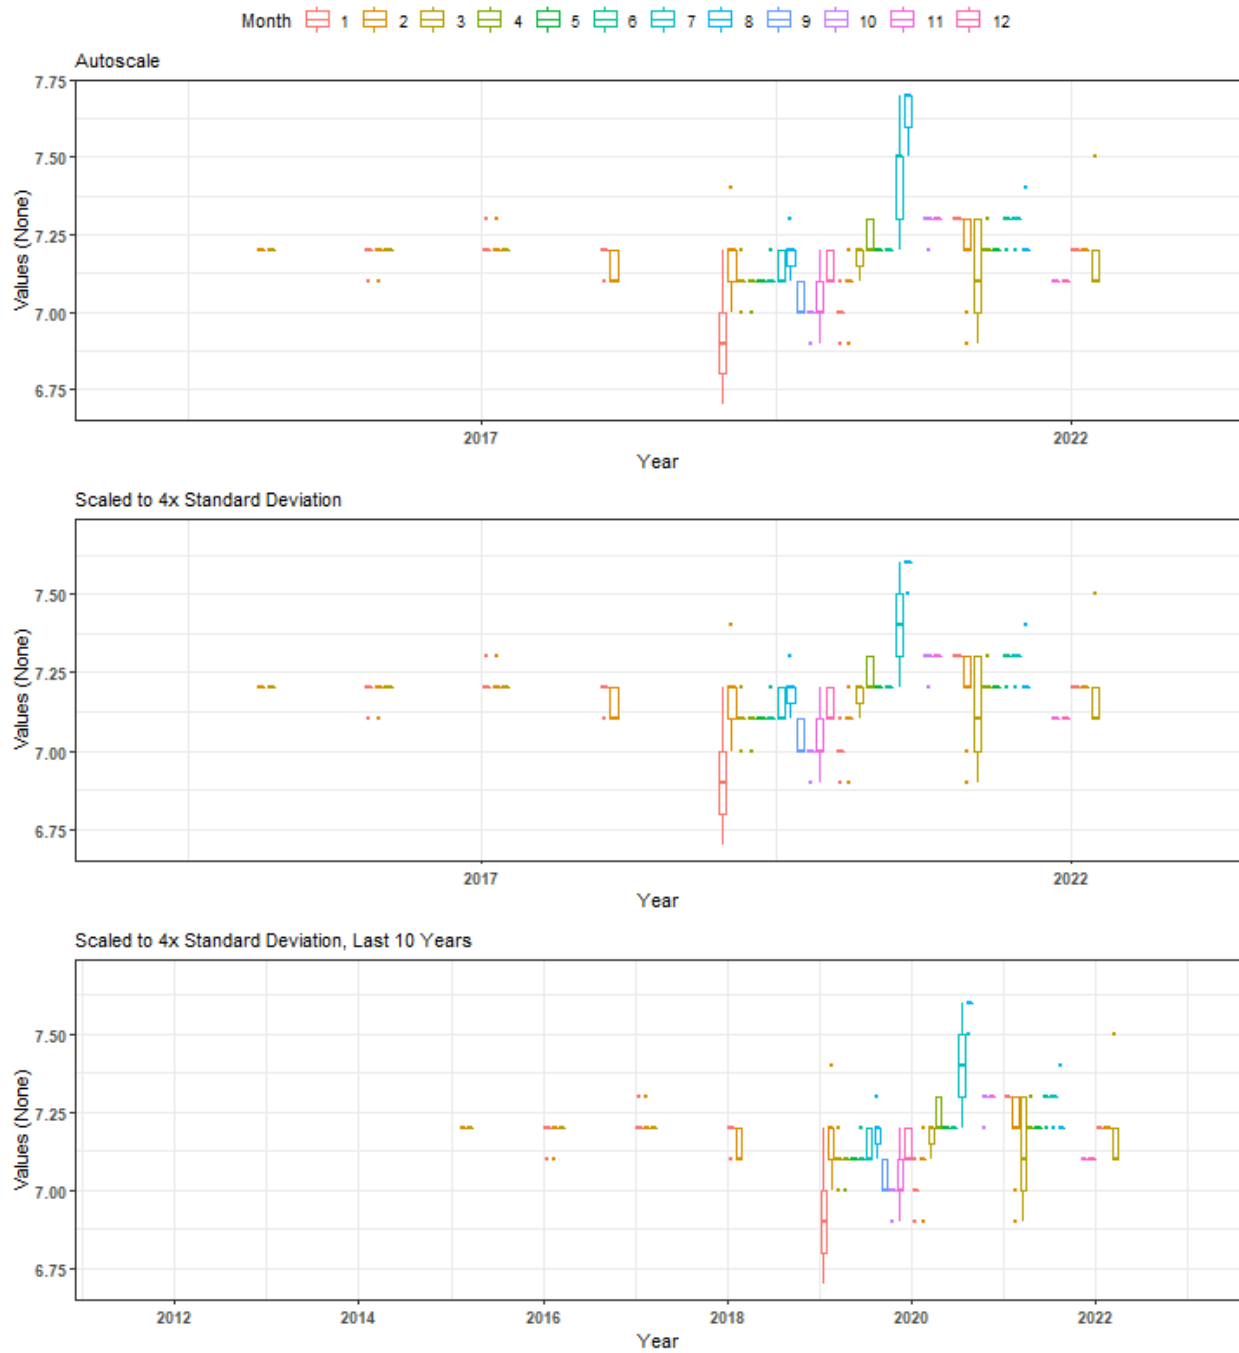 Month 1 2 3 4 5 6 7 8 9 10 11 12
Autoscale
Values (None)
7.75
7.50
7.25
7.00
6.75
2017 2022
Year
Scaled to 4x Standard Deviation
Values (None)
7.50
7.25
7.00
6.75
2017 2022
Year
Scaled to 4x Standard Deviation, Last 10 Years
Values (None)
7.50
7.25
7.00
6.75
2012 2014 2016 2018 2020 2022
Year